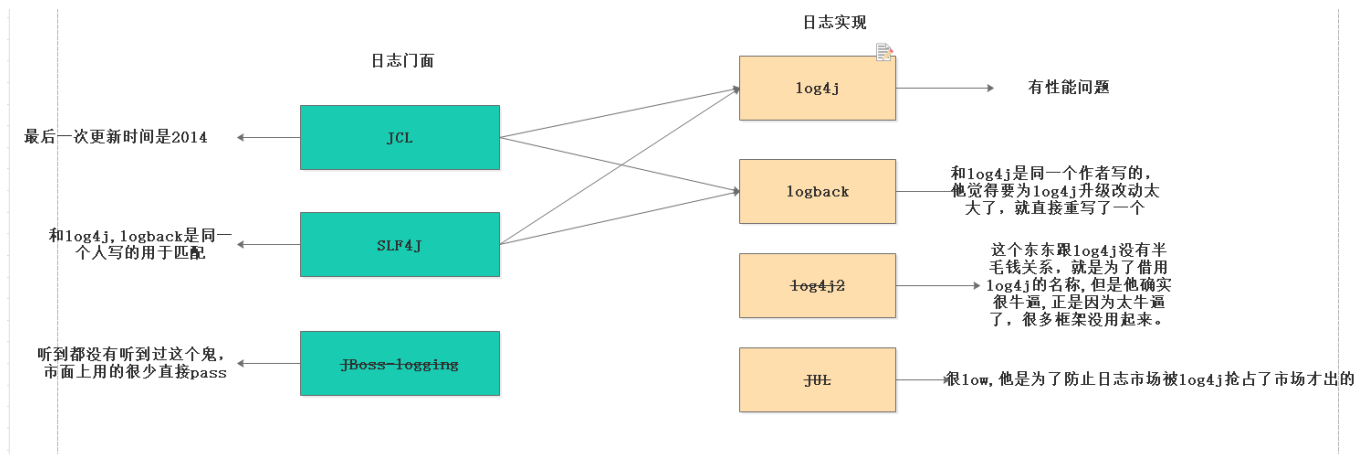 日志实现
日志门面
log4j
有性能问题
最后一次更新时间是2014
JCL
logback
和log4j是同一个作者写的,
他觉得要为log4j升级改动太
大了，就直接重写了一个
和log4j,logback是同一
个人写的用于匹配
SLF4J
log4j2
这个东东跟log4j没有半
毛钱关系，就是为了借用
log4j的名称,但是他确实
很牛逼,正是因为太牛逼
了，很多框架没用起来。
听到都没有听到过这个鬼，
市面上用的很少直接pass
JBoss-logging
JUL
很low,他是为了防止日志市场被log4j抢占了市场才出的